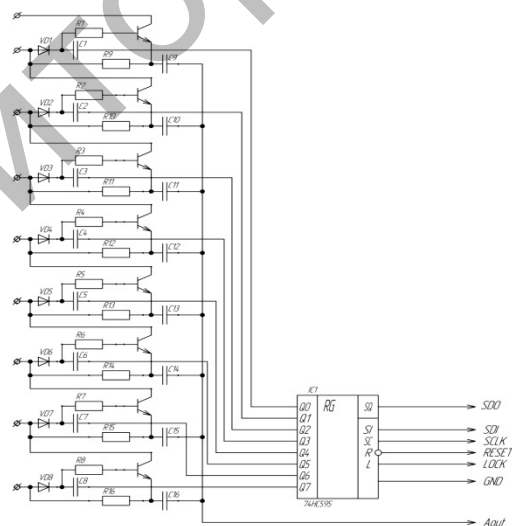 R1
VD1
C1
R9
C9
R2
VD2
C2
R10
C10
R3
VD3
C3
R11
C11
R4
VD4
C4
R12
C12
R5
VD5
C5
R13
C13
R6
VD6
C6
R14
C14
R7
VD7
C7
R15
C15
R8
VD8
C8
R16
C16
IC1
RG
Q0
Q1
Q2
Q3
Q4
Q5
Q6
Q7
SQ
SI
SC
R
L
74HC595
SDO
SDI
SCLK
RESET
LOCK
GND
Aout